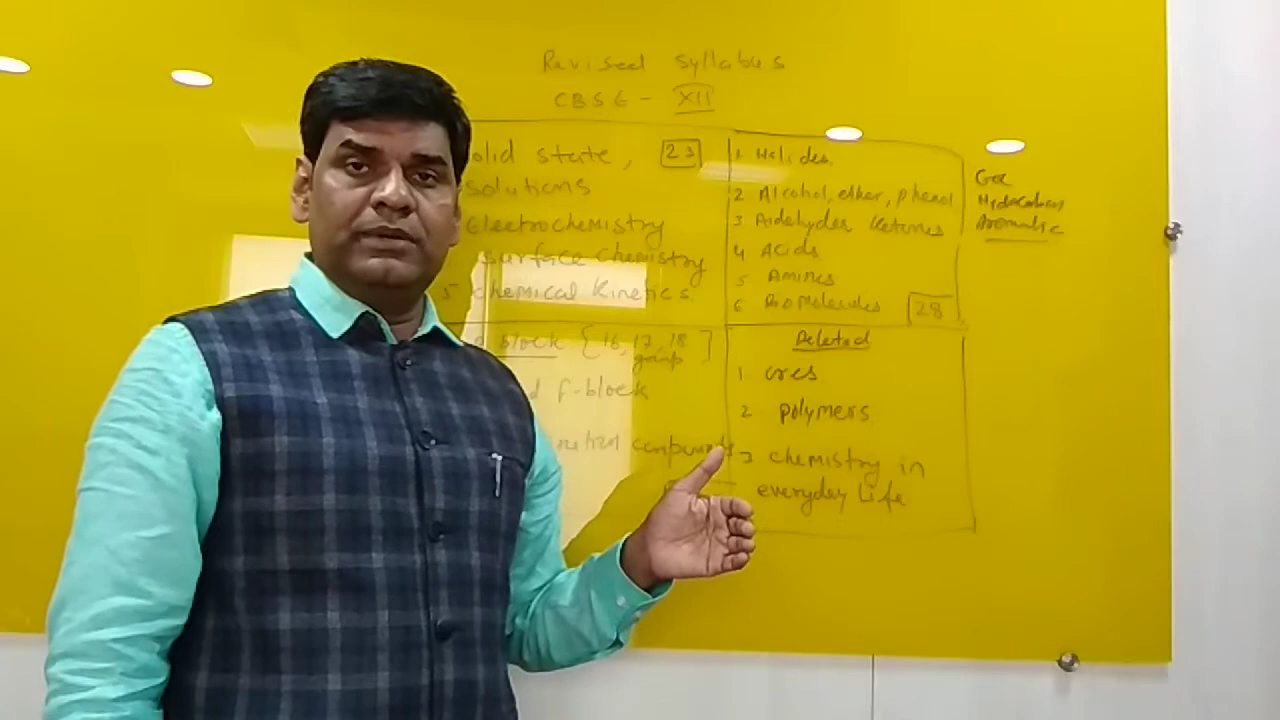 Revised Syllabus
CBSE - XII
olid state, 23
solutions
Electrochemistry
surface chemistry
5 chemical kinetics
block {16, 17, 18]
group
d f-block
compounds
1 Halides.
2 Alcohol, ether, phenol
3 Aldehydes Ketones
4 Acids
5 Amines
6 BioMolecules 28
Goc
Hydrocarbons
Aromatic
Deleted
1 ores
2 polymers
3 chemistry in
everyday Life